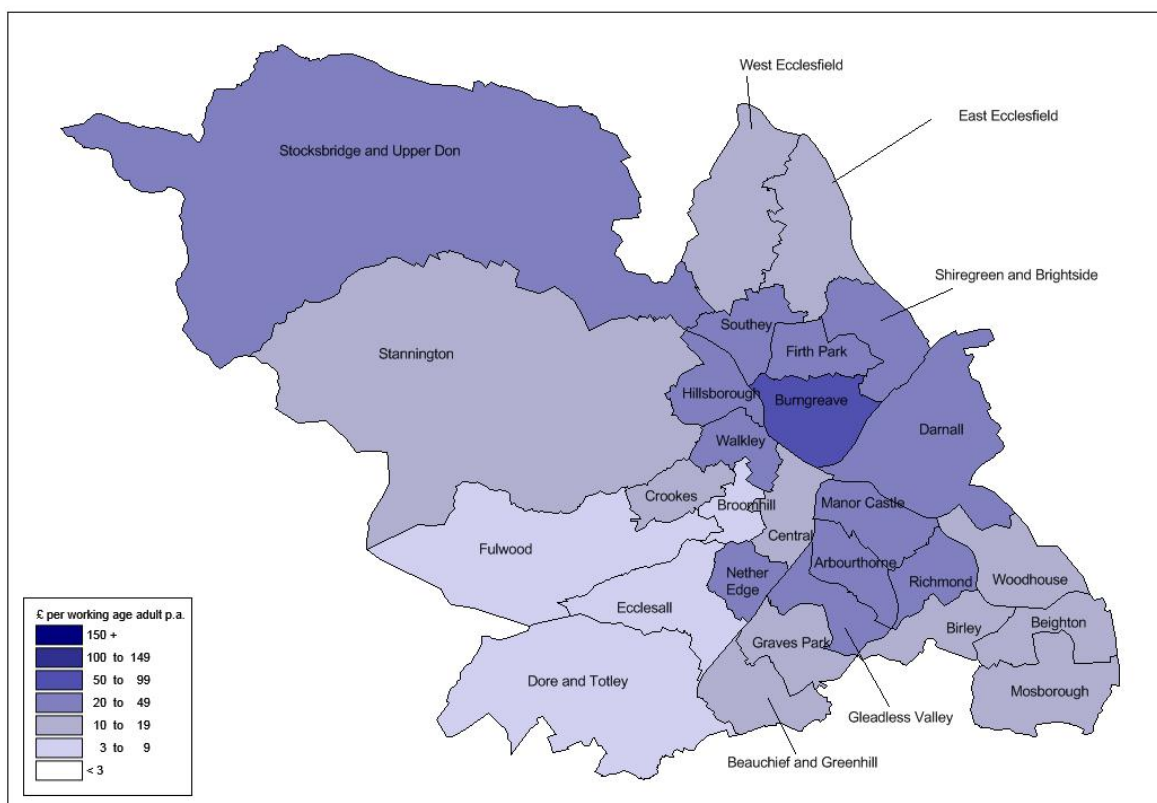 West Ecclesfield
East Ecclesfield
Stocksbridge and Upper Don
Shiregreen and Brightside
Southey
Firth Park
Stannington
Hillsborough
Burngreave
Darnall
Walkley
Crookes
Broomhill
Manor Castle
Central
Fulwood
Nether
Edge
Arbourthorne
Richmond
Woodhouse
Ecclesall
Birley
Beighton
Graves Park
Dore and Totley
Mosborough
Gleadless Valley
Beauchief and Greenhill
£ per working age adult p.a.
150 +
100 to 149
50 to 99
20 to 49
10 to 19
3 to 9
< 3